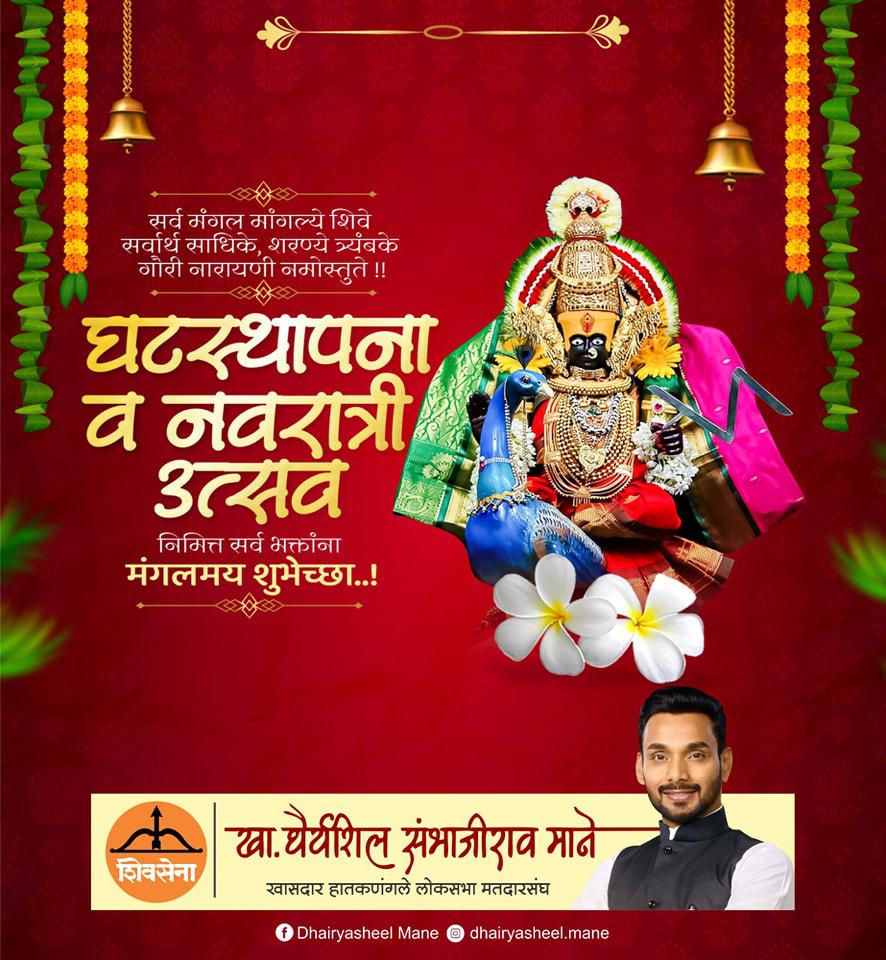 सर्व मंगल मांगल्ये शिवे
सर्वार्थ साधिके, शरण्ये त्र्यंबके
गौरी नारायणी नमोस्तुते !!
घटस्थापना
व नवरात्री
उत्सव
निमित्त सर्व भक्तांना
मंगलमय शुभेच्छा..!
शिवसेना
खा. धैर्यशिल संभाजीराव माने
खासदार हातकणंगले लोकसभा मतदारसंघ
Dhairyasheel Mane dhairyasheel.mane